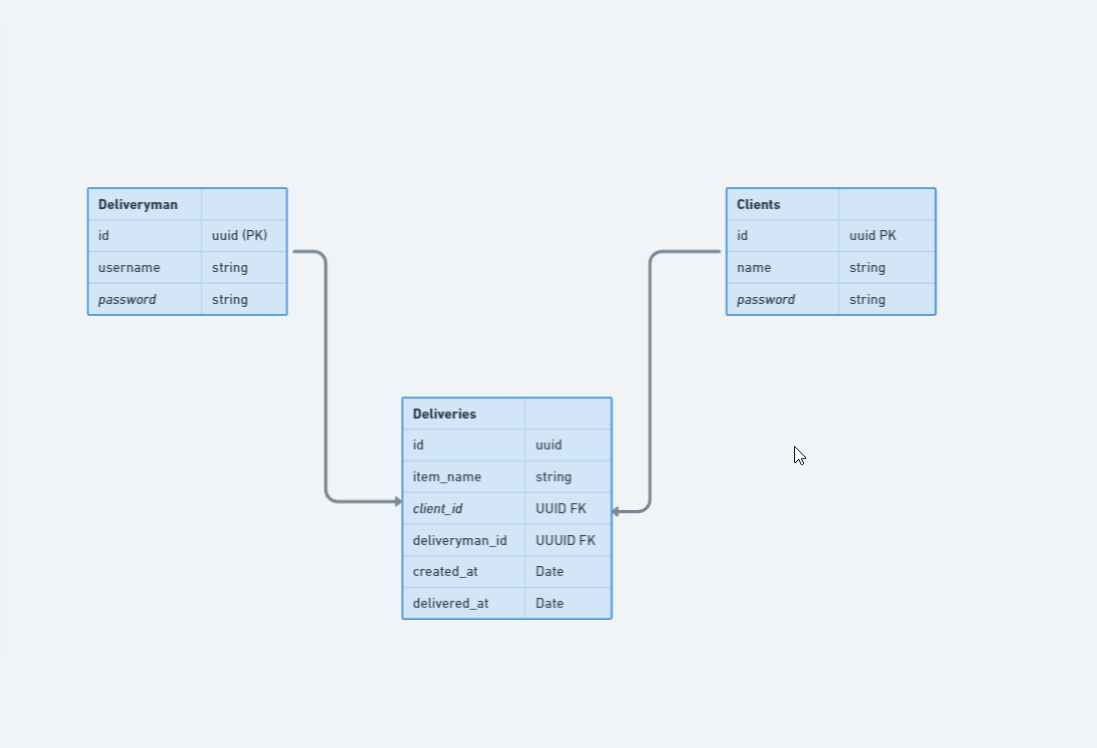 Deliveryman
id uuid (PK)
username string
password string
Clients
id uuid PK
name string
password string
Deliveries
id uuid
item_name string
client_id UUID FK
deliveryman_id UUUID FK
created_at Date
delivered_at Date